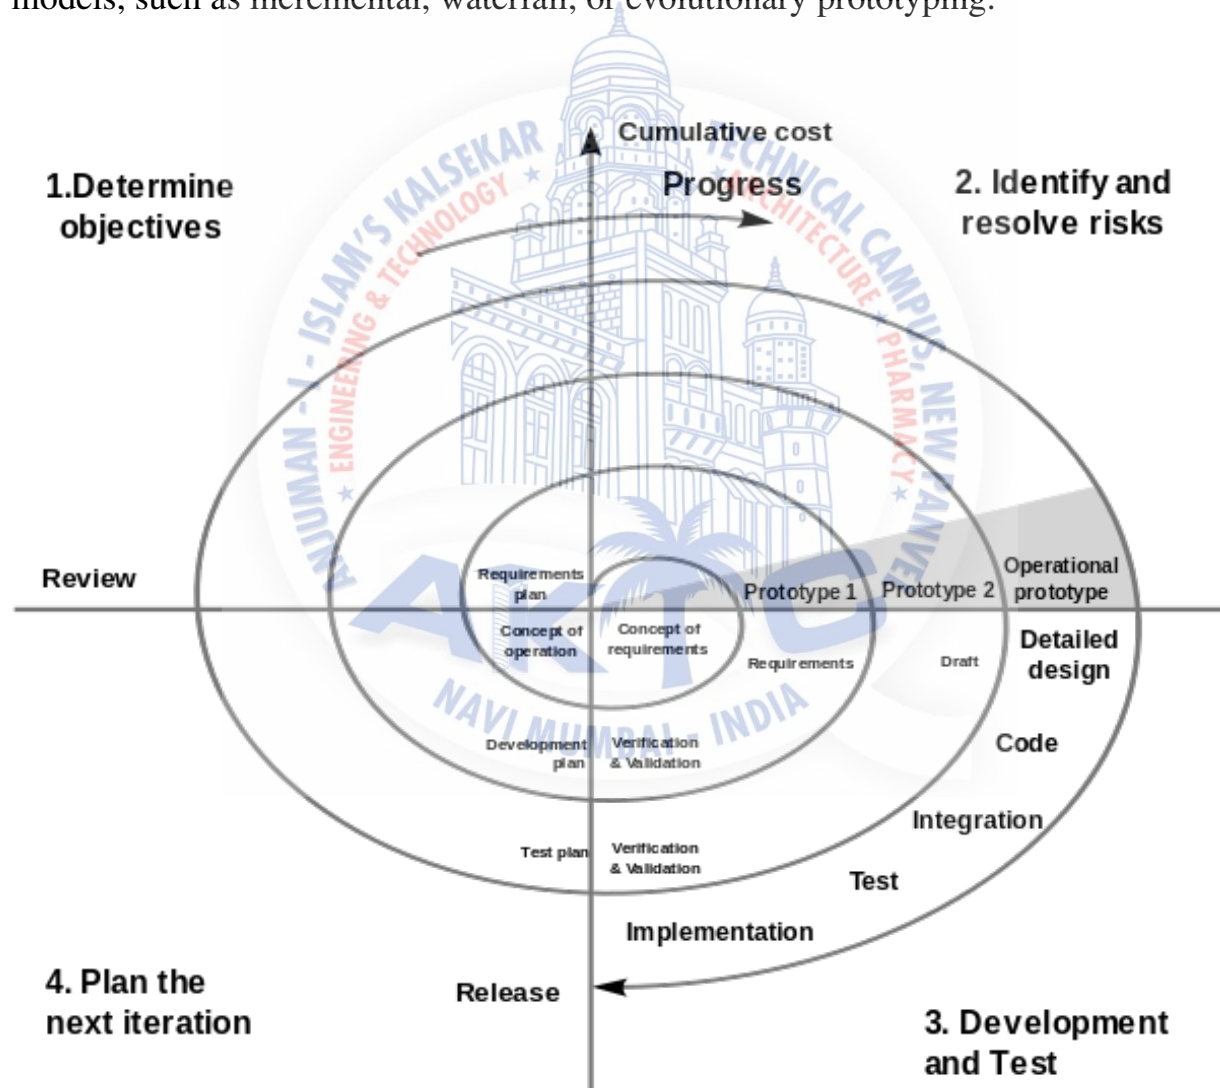 models, such as incremental, waterfall, or evolutionary prototyping.
Cumulative cost
Progress
1.Determine
objectives
2. Identify and
resolve risks
ANJUMAN - I - ISLAM'S KALSEKAR TECHNICAL CAMPUS, NEW PANVEL
★ ENGINEERING & TECHNOLOGY ★ ARCHITECTURE ★ PHARMACY ★
Review
Requirements
plan
Prototype 1
Prototype 2
Operational
prototype
AKTC
Concept of
operation
Concept of
requirements
Requirements
Draft
Detailed
design
NAVI MUMBAI - INDIA
Development
plan
Verification
& Validation
Code
Integration
Test plan
Verification
& Validation
Test
Implementation
Release
4. Plan the
next iteration
3. Development
and Test